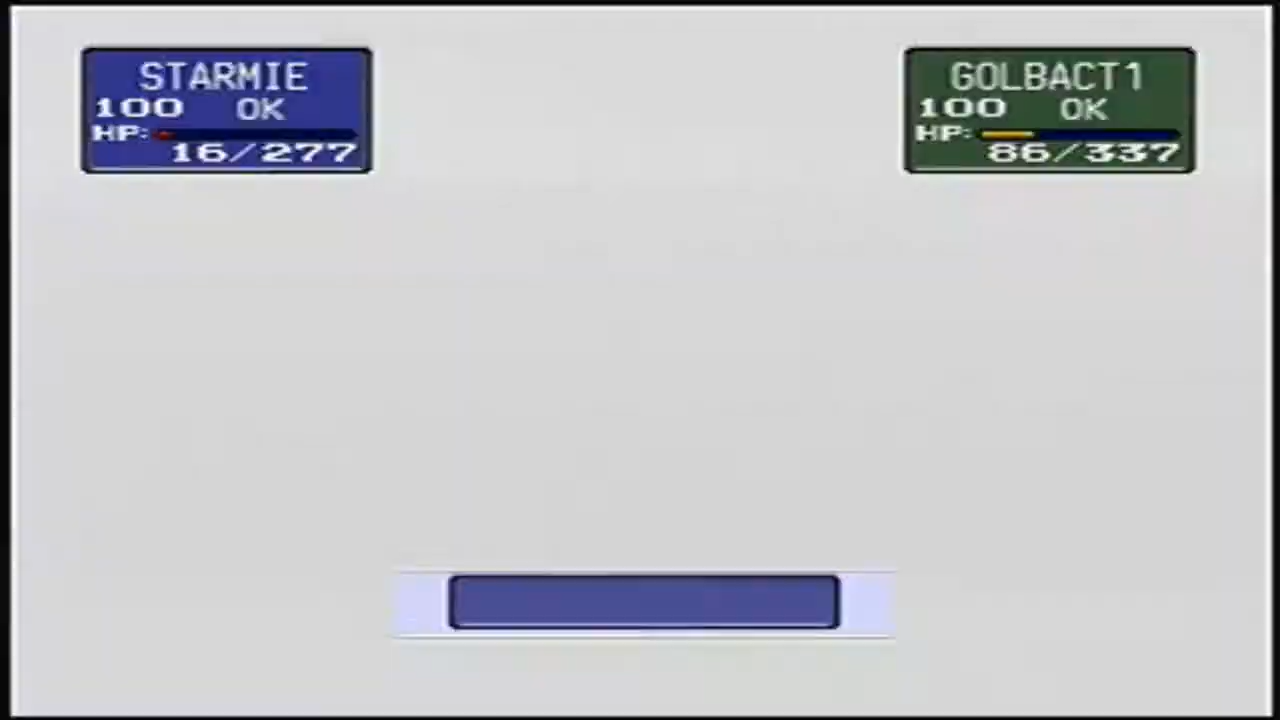 STARMIE
100 OK
HP:
16/277
GOLBACT1
100 OK
HP:
86/337